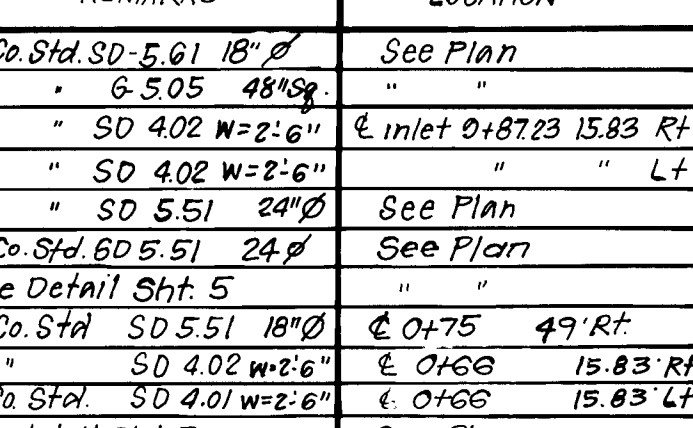 REMARKS LOCATION
Co. Std. SD-5.61 18"Ø See Plan
" G-5.05 48"Sq. " "
" SD 4.02 W=2'-6" ℄ inlet 0+87.23 15.83 Rt
" SD 4.02 W=2'-6" " " Lt
" SD 5.51 24"Ø See Plan
Co. Std. SD 5.51 24Ø See Plan
e Detail Sht. 5 " "
Co. Std SD 5.51 18"Ø ℄ 0+75 49'Rt.
" SD 4.02 W=2'-6" ℄ 0+66 15.83'Rt
Co. Std. SD 4.01 W=2'-6" ℄ 0+66 15.83'Lt